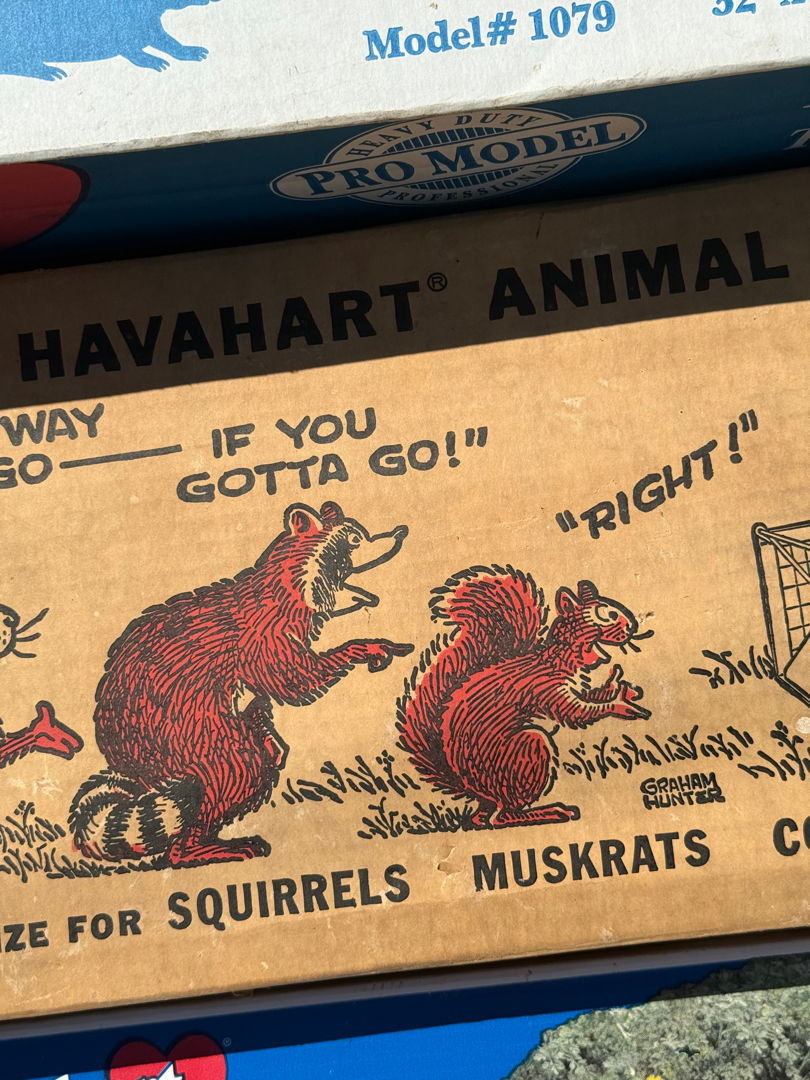 Model# 1079
HEAVY DUTY
PRO MODEL
PROFESSIONAL
HAVAHART® ANIMAL
WAY
GO — IF YOU
GOTTA GO!"
"RIGHT!"
GRAHAM
HUNTER
FOR SQUIRRELS MUSKRATS
®